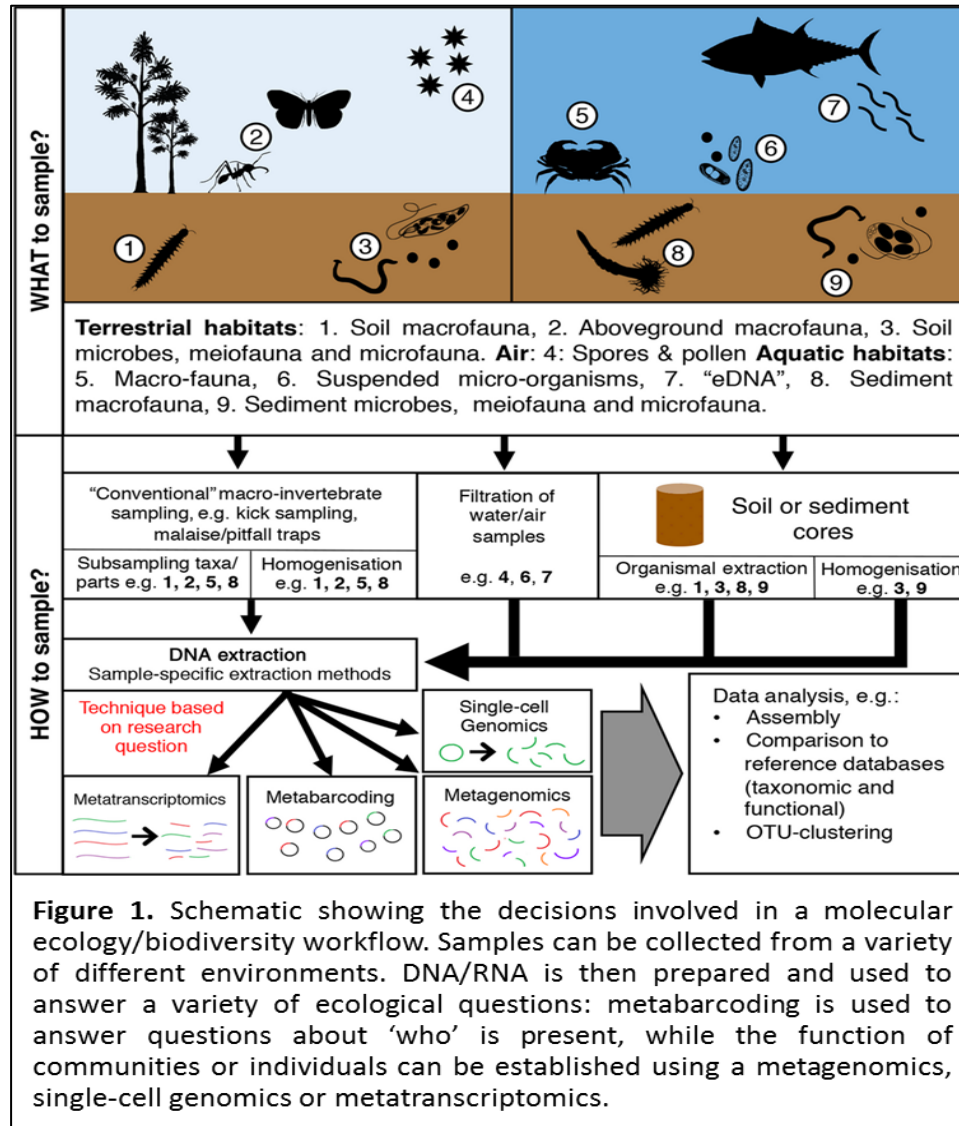 WHAT to sample?
1
2
3
4
5
6
7
8
9
Terrestrial habitats: 1. Soil macrofauna, 2. Aboveground macrofauna, 3. Soil
microbes, meiofauna and microfauna. Air: 4: Spores & pollen Aquatic habitats:
5. Macro-fauna, 6. Suspended micro-organisms, 7. “eDNA”, 8. Sediment
macrofauna, 9. Sediment microbes, meiofauna and microfauna.
HOW to sample?
“Conventional” macro-invertebrate
sampling, e.g. kick sampling,
malaise/pitfall traps
Subsampling taxa/
parts e.g. 1, 2, 5, 8
Homogenisation
e.g. 1, 2, 5, 8
Filtration of
water/air
samples
e.g. 4, 6, 7
Soil or sediment
cores
Organismal extraction
e.g. 1, 3, 8, 9
Homogenisation
e.g. 3, 9
DNA extraction
Sample-specific extraction methods
Technique based
on research
question
Single-cell
Genomics
Metatranscriptomics
Metabarcoding
Metagenomics
Data analysis, e.g.:
• Assembly
• Comparison to
reference databases
(taxonomic and
functional)
• OTU-clustering
Figure 1. Schematic showing the decisions involved in a molecular
ecology/biodiversity workflow. Samples can be collected from a variety
of different environments. DNA/RNA is then prepared and used to
answer a variety of ecological questions: metabarcoding is used to
answer questions about ‘who’ is present, while the function of
communities or individuals can be established using a metagenomics,
single-cell genomics or metatranscriptomics.